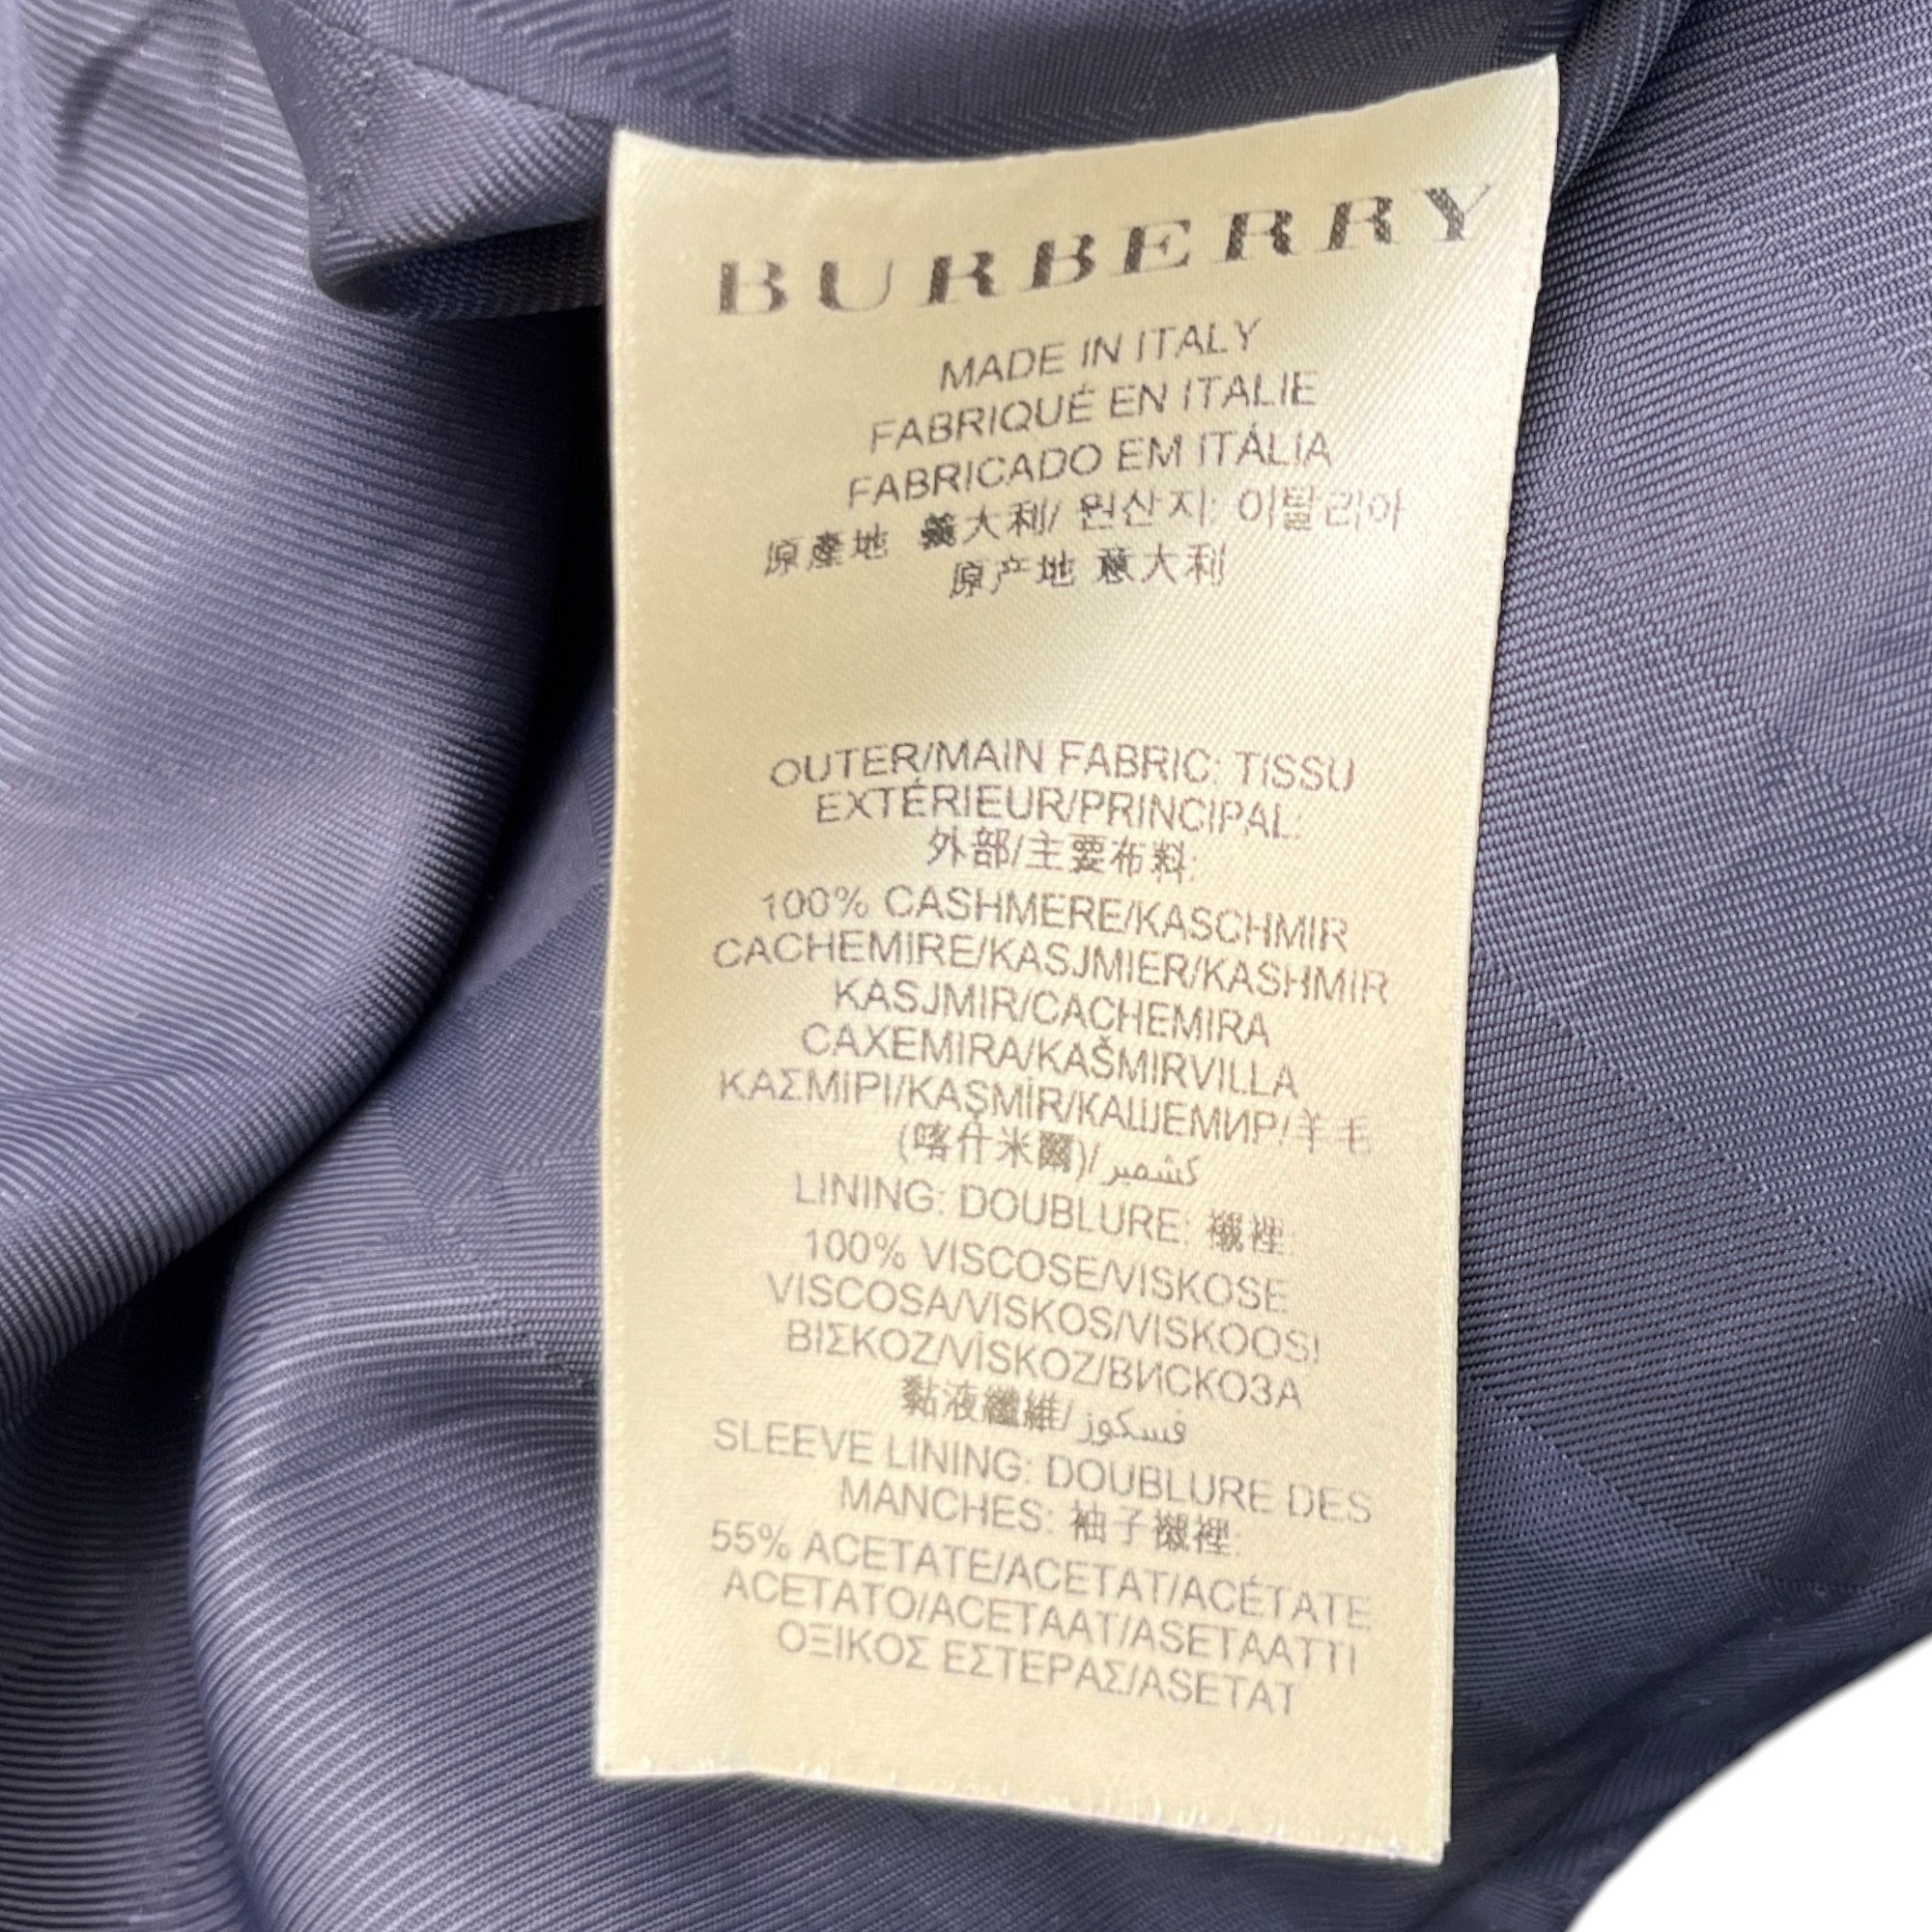 BURBERRY
MADE IN ITALY
FABRIQUÉ EN ITALIE
FABRICADO EM ITÁLIA
原產地 義大利/ 원산지: 이탈리아
原产地 意大利
OUTER/MAIN FABRIC: TISSU
EXTÉRIEUR/PRINCIPAL:
外部/主要布料:
100% CASHMERE/KASCHMIR
CACHEMIRE/KASJMIER/KASHMIR
KASJMIR/CACHEMIRA
CAXEMIRA/KAŠMIRVILLA
ΚΑΣΜΙΡΙ/KAŞMİR/КАШЕМИР/羊毛
(喀什米爾)/كشمير
LINING: DOUBLURE: 襯裡:
100% VISCOSE/VISKOSE
VISCOSA/VISKOS/VISKOOSI
ΒΙΣΚΟΖ/VİSKOZ/ВИСКОЗА
黏液纖維/فسكوز
SLEEVE LINING: DOUBLURE DES
MANCHES: 袖子襯裡:
55% ACETATE/ACETAT/ACÉTATE
ACETATO/ACETAAT/ASETAATTI
ΟΞΙΚΟΣ ΕΣΤΕΡΑΣ/ASETAT